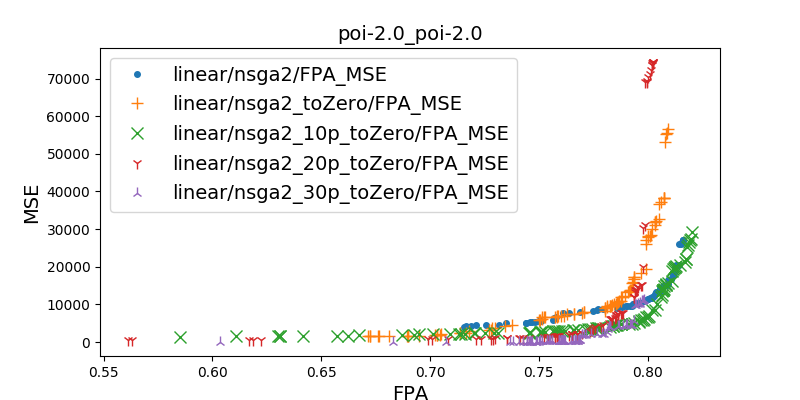 poi-2.0_poi-2.0
linear/nsga2/FPA_MSE
linear/nsga2_toZero/FPA_MSE
linear/nsga2_10p_toZero/FPA_MSE
linear/nsga2_20p_toZero/FPA_MSE
linear/nsga2_30p_toZero/FPA_MSE
MSE
70000
60000
50000
40000
30000
20000
10000
0
0.55 0.60 0.65 0.70 0.75 0.80
FPA